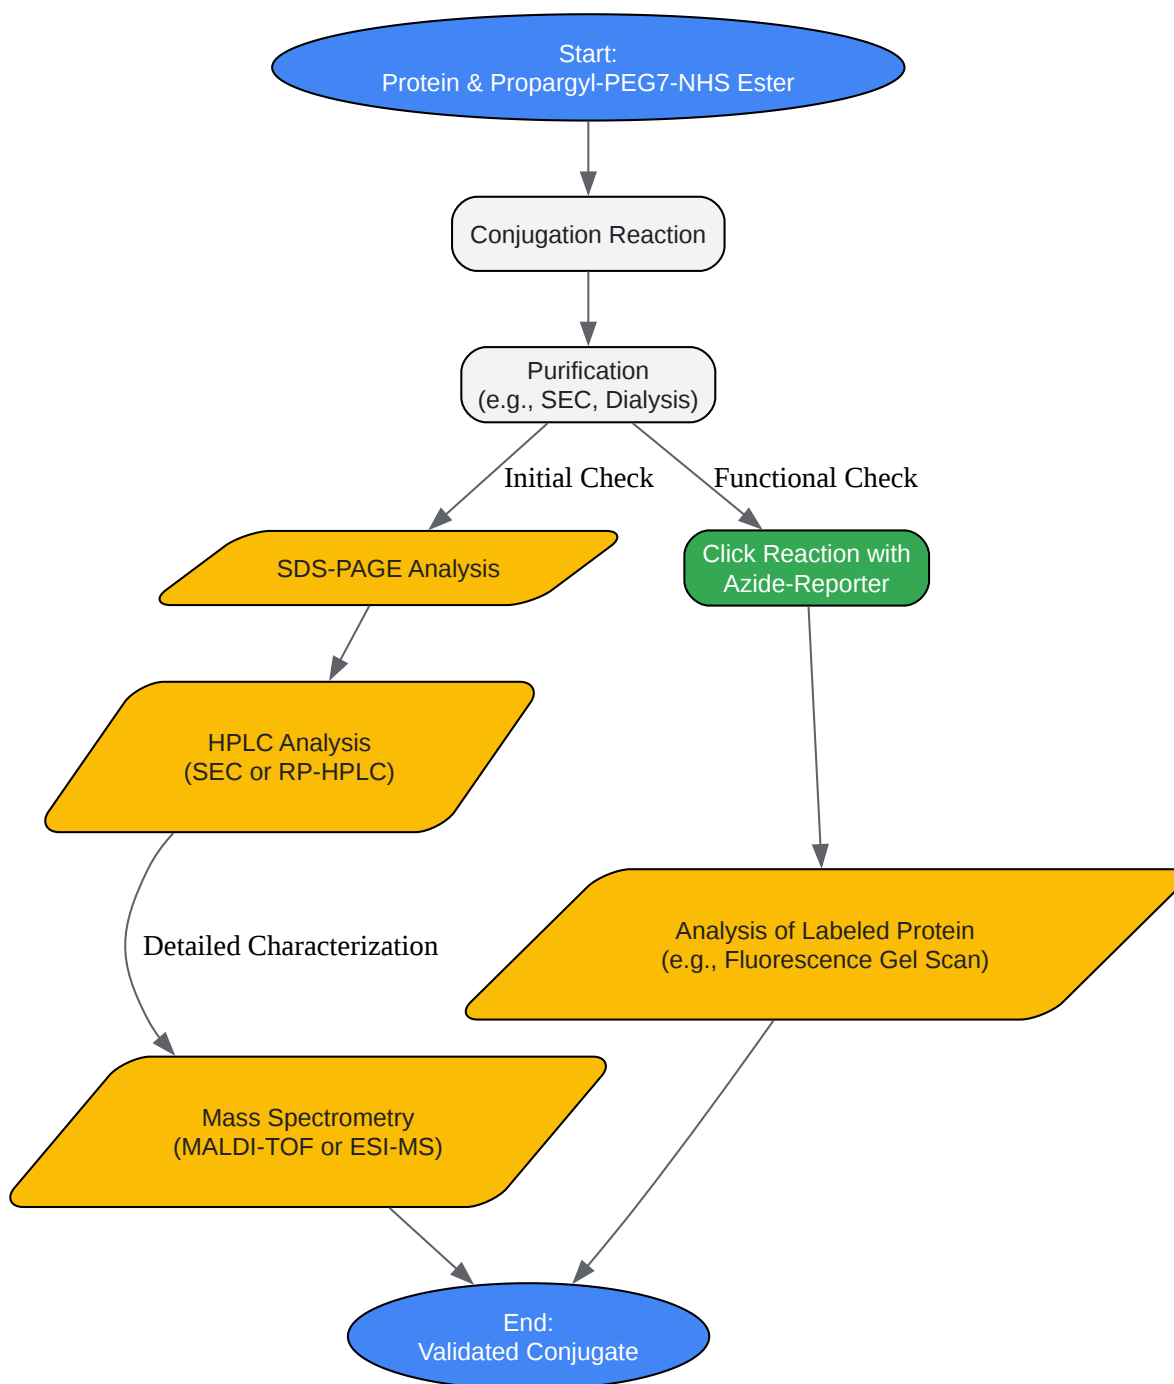 Start:
Protein & Propargyl-PEG7-NHS Ester
Conjugation Reaction
Purification
(e.g., SEC, Dialysis)
Initial Check
Functional Check
SDS-PAGE Analysis
Click Reaction with
Azide-Reporter
HPLC Analysis
(SEC or RP-HPLC)
Detailed Characterization
Analysis of Labeled Protein
(e.g., Fluorescence Gel Scan)
Mass Spectrometry
(MALDI-TOF or ESI-MS)
End:
Validated Conjugate